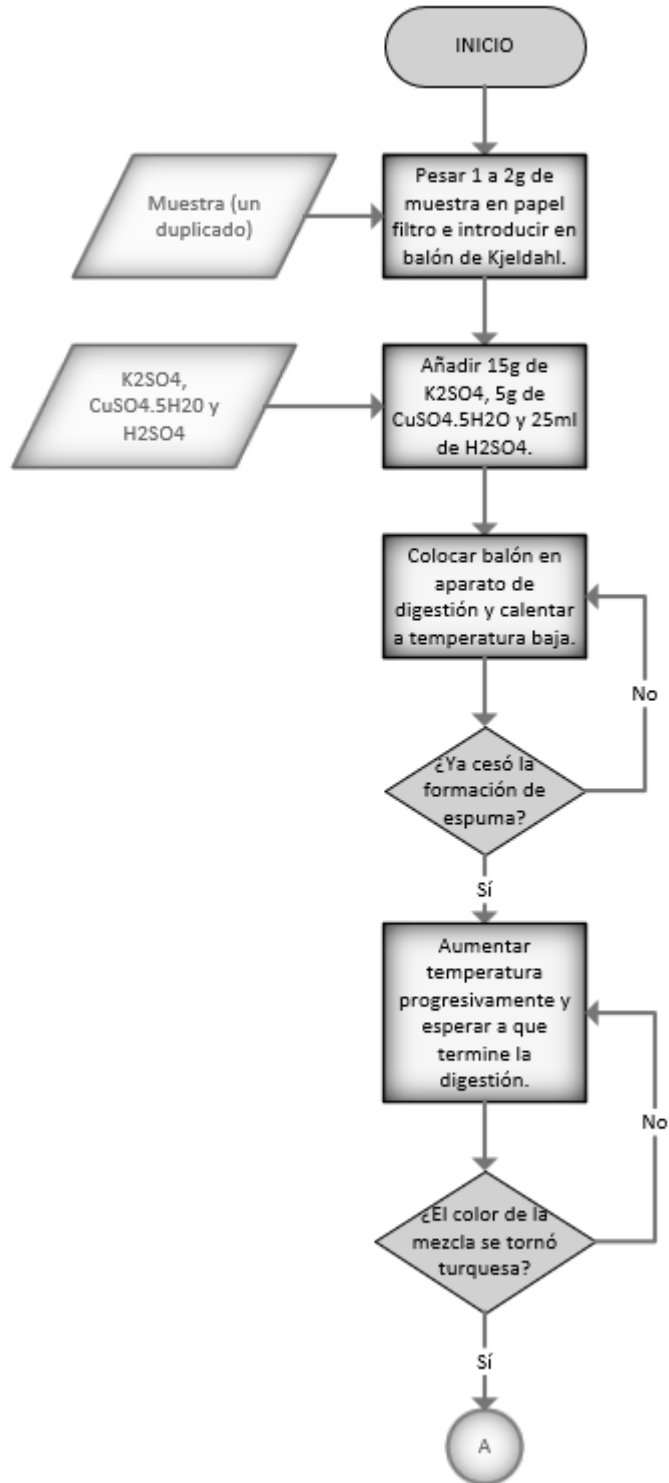 INICIO
Muestra (un
duplicado)
Pesar 1 a 2g de
muestra en papel
filtro e introducir en
balón de Kjeldahl.
K2SO4,
CuSO4.5H20 y
H2SO4
Añadir 15g de
K2SO4, 5g de
CuSO4.5H2O y 25ml
de H2SO4.
Colocar balón en
aparato de
digestión y calentar
a temperatura baja.
No
¿Ya cesó la
formación de
espuma?
Sí
Aumentar
temperatura
progresivamente y
esperar a que
termine la
digestión.
No
¿El color de la
mezcla se tornó
turquesa?
Sí
A